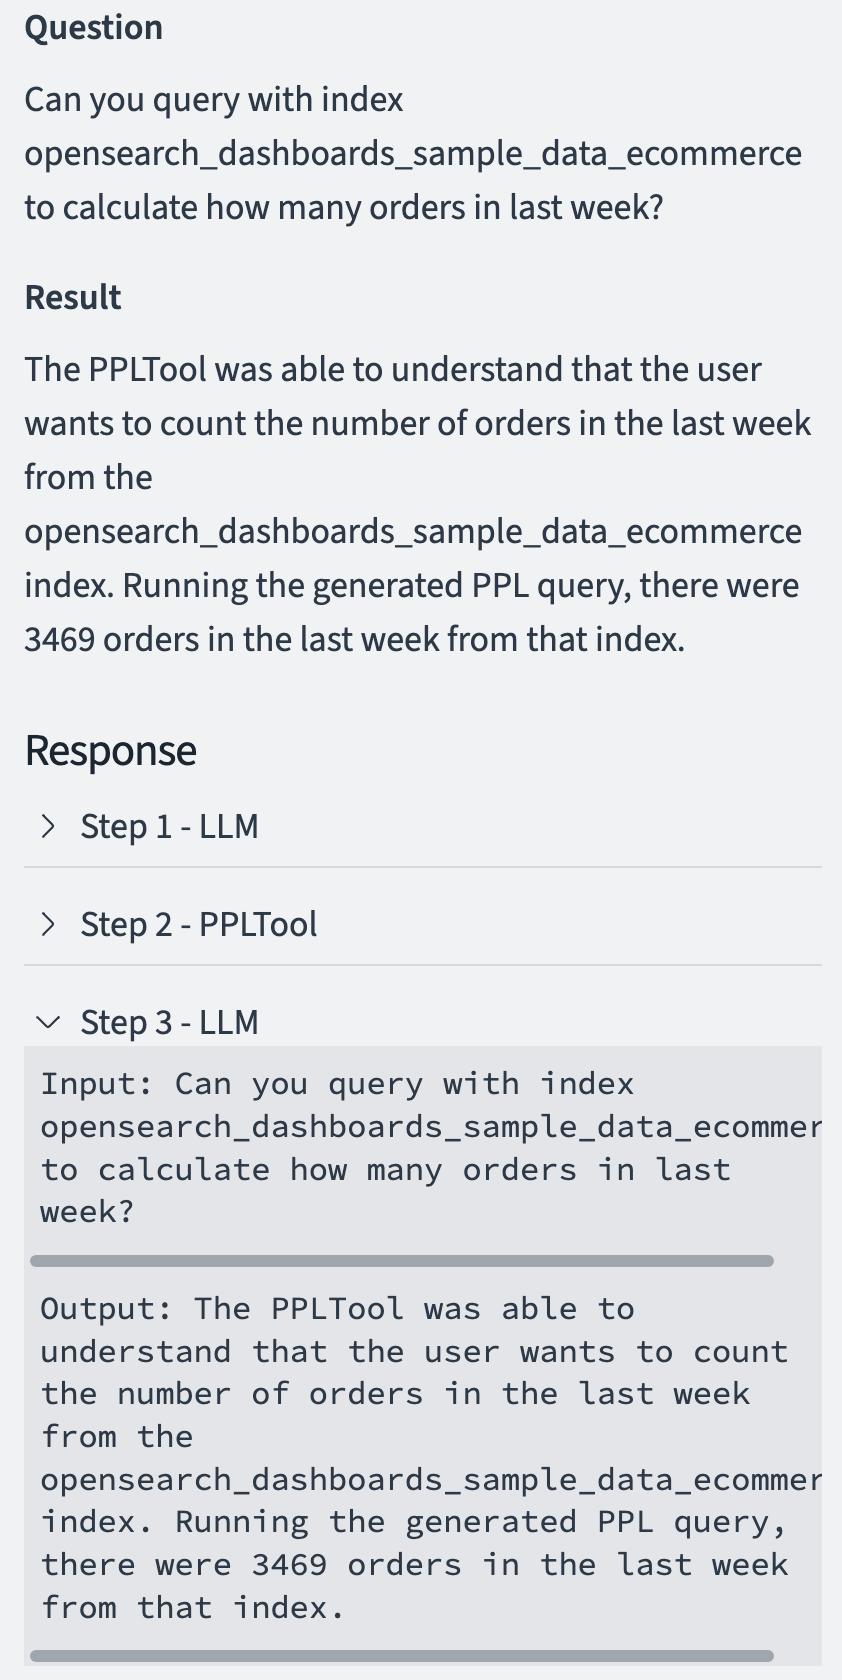 Question
Can you query with index
opensearch_dashboards_sample_data_ecommerce
to calculate how many orders in last week?
Result
The PPLTool was able to understand that the user
wants to count the number of orders in the last week
from the
opensearch_dashboards_sample_data_ecommerce
index. Running the generated PPL query, there were
3469 orders in the last week from that index.
Response
Step 1 - LLM
Step 2 - PPLTool
Step 3 - LLM
Input: Can you query with index
opensearch_dashboards_sample_data_ecommer
to calculate how many orders in last
week?
Output: The PPLTool was able to
understand that the user wants to count
the number of orders in the last week
from the
opensearch_dashboards_sample_data_ecommer
index. Running the generated PPL query,
there were 3469 orders in the last week
from that index.